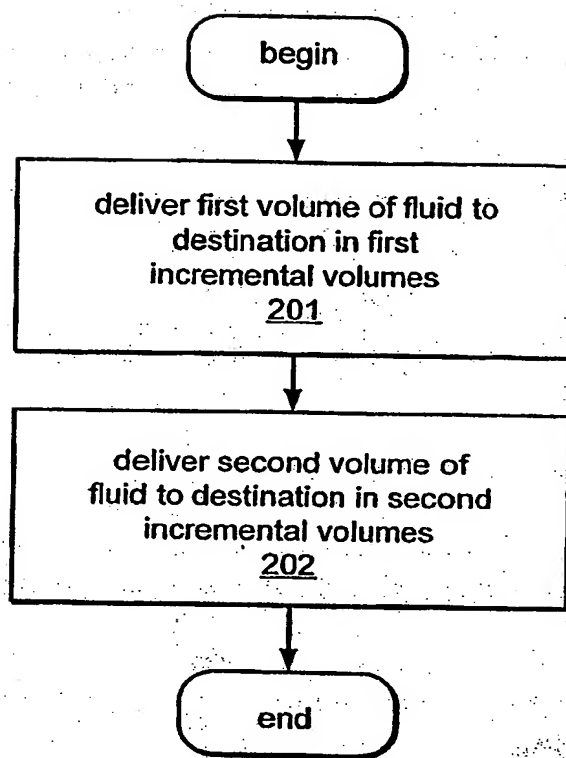 begin
deliver first volume of fluid to
destination in first
incremental volumes
201
deliver second volume of
fluid to destination in second
incremental volumes
202
end